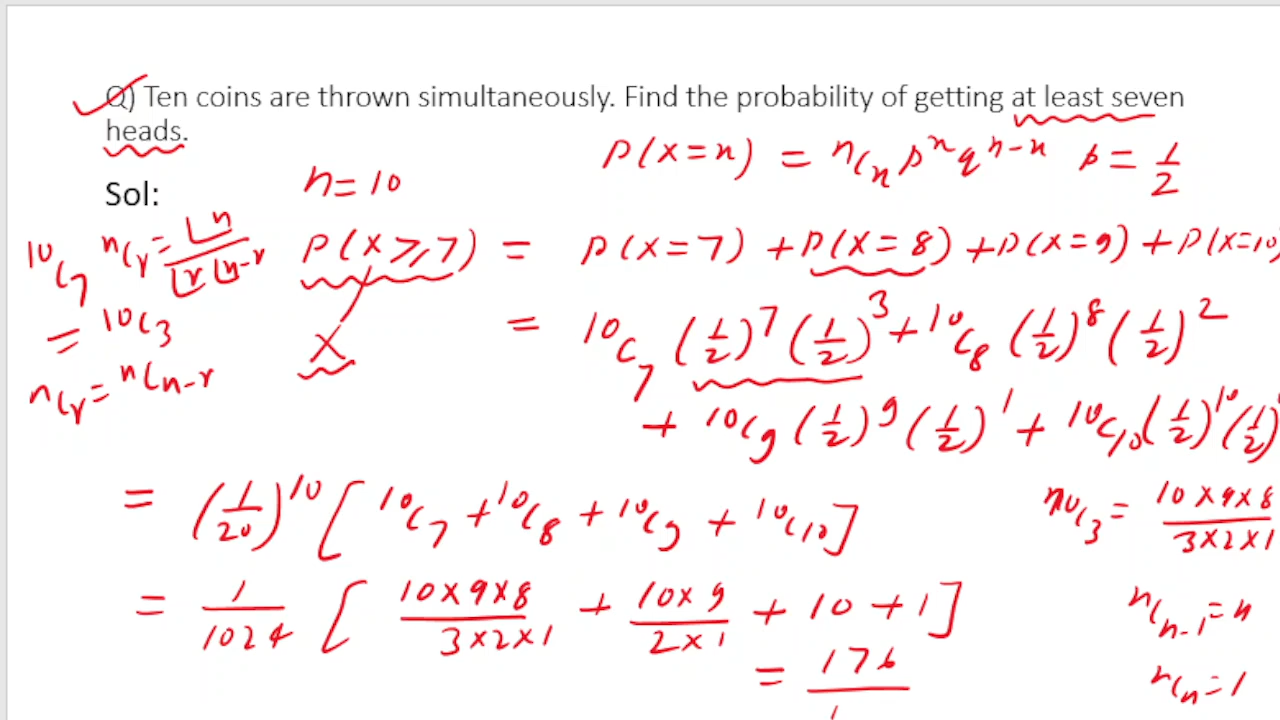 Q) Ten coins are thrown simultaneously. Find the probability of getting at least seven
heads.
P(X=x) = nCx p^x q^n-x p = 1/2
Sol:
n = 10
10C7
nCr = ⌊n / ⌊r ⌊n-r
P(X ≥ 7) = P(X=7) + P(X=8) + P(X=9) + P(X=10)
= 10C3
X
= 10C7 (1/2)^7 (1/2)^3 + 10C8 (1/2)^8 (1/2)^2
nCr = nCn-r
+ 10C9 (1/2)^9 (1/2)^1 + 10C10 (1/2)^10 (1/2)
= (1/20)^10 [ 10C7 + 10C8 + 10C9 + 10C10 ]
10C3 = 10 X 9 X 8 / 3 X 2 X 1
= 1/1024 [ 10 X 9 X 8 / 3 X 2 X 1 + 10 X 9 / 2 X 1 + 10 + 1 ]
nCn-1 = n
= 176
nCn = 1